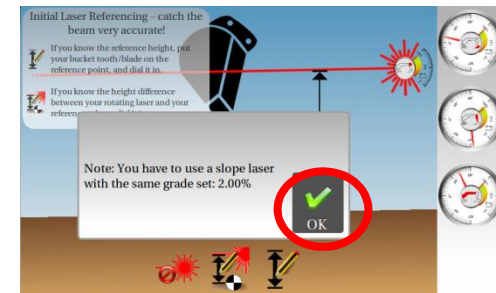 Initial Laser Referencing – catch the
beam very accurate!
If you know the reference height, put
your bucket tooth/blade on the
reference point, and dial it in.
If you know the height difference
between your rotating laser and your
Note: You have to use a slope laser
with the same grade set: 2.00%
OK